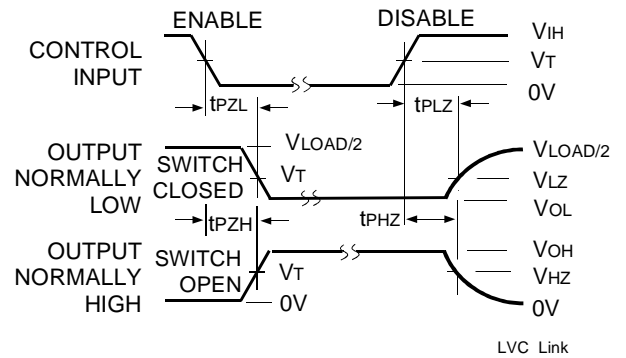 ENABLE
DISABLE
CONTROL
INPUT
VIH
VT
0V
tPZL
tPLZ
OUTPUT
NORMALLY
LOW
SWITCH
CLOSED
VLOAD/2
VT
VLOAD/2
VLZ
VOL
tPZH
tPHZ
OUTPUT
NORMALLY
HIGH
SWITCH
OPEN
VT
0V
VOH
VHZ
0V
LVC Link